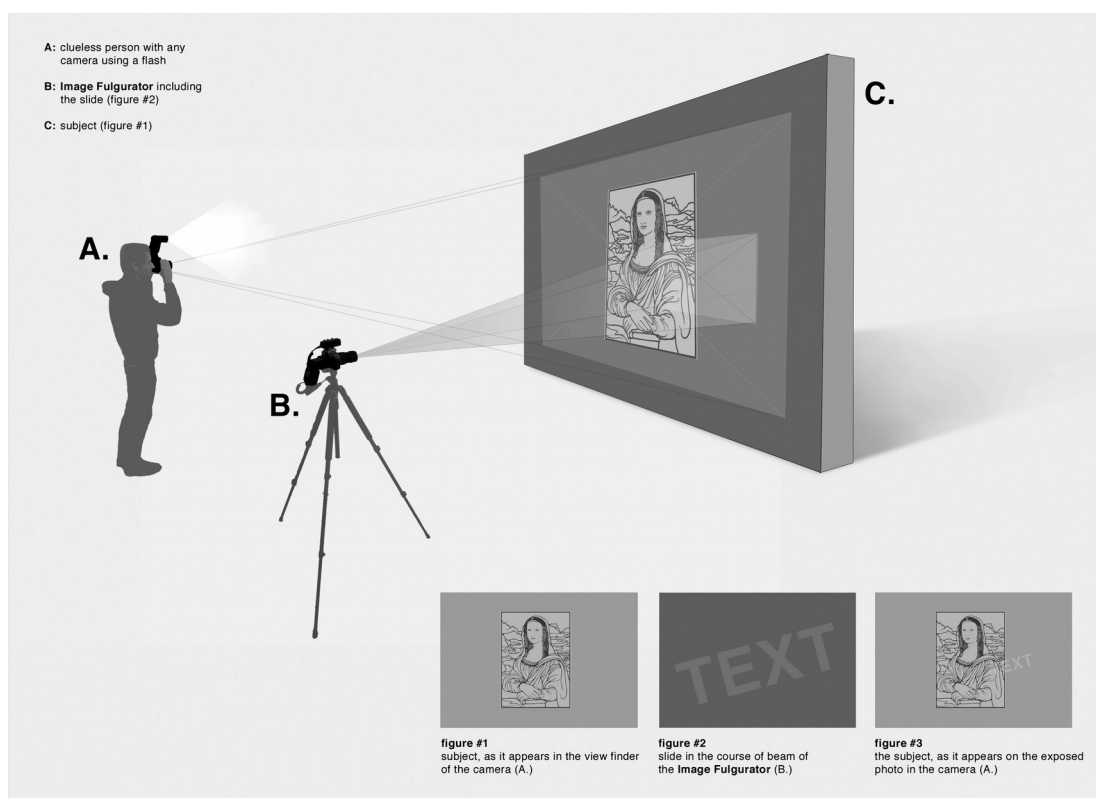 A: clueless person with any
camera using a flash
B: Image Fulgurator including
the slide (figure #2)
C: subject (figure #1)
C.
A.
B.
TEXT
EXT
figure #1
subject, as it appears in the view finder
of the camera (A.)
figure #2
slide in the course of beam of
the Image Fulgurator (B.)
figure #3
the subject, as it appears on the exposed
photo in the camera (A.)